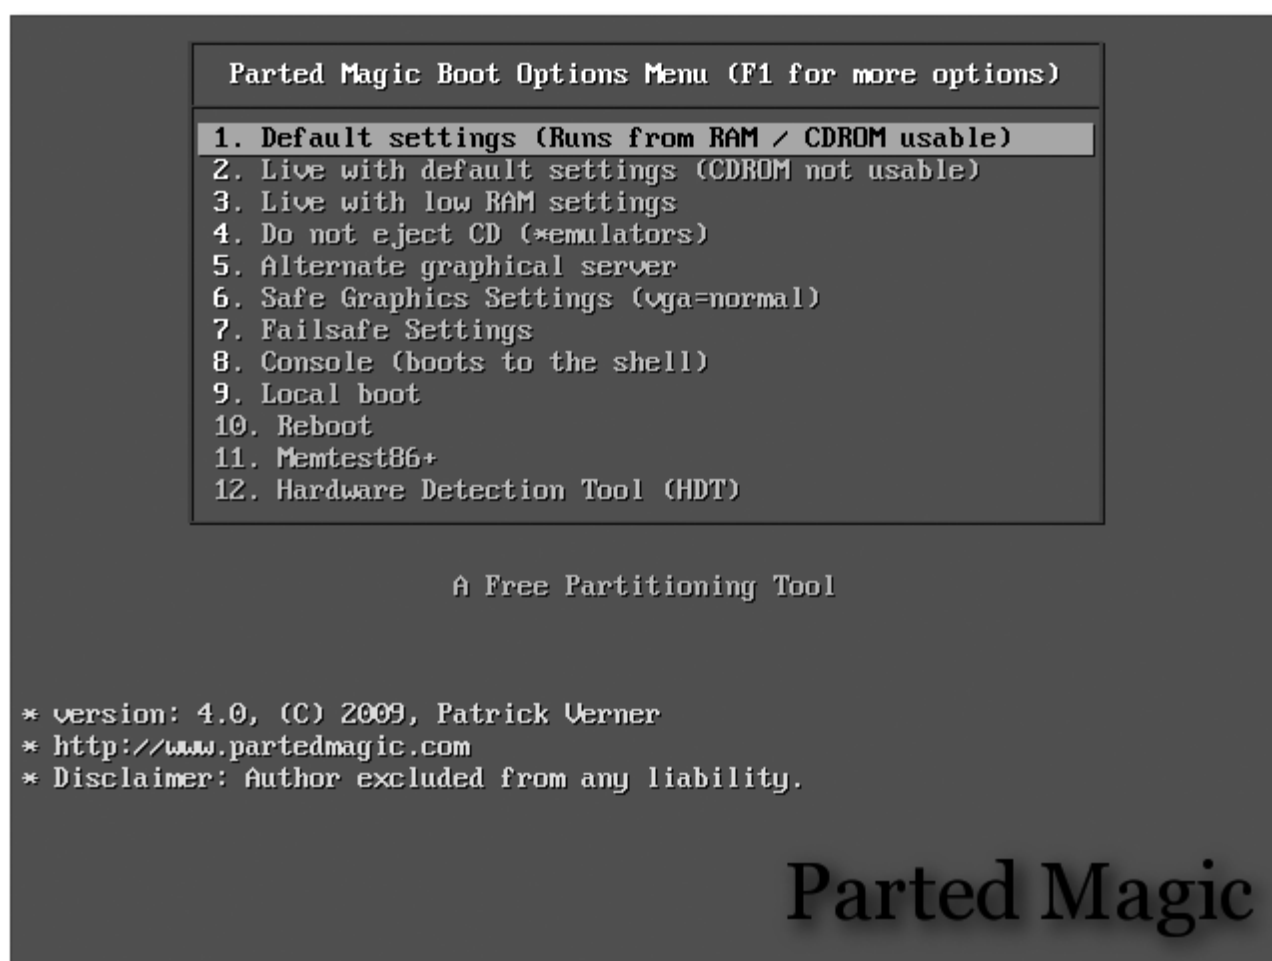 Parted Magic Boot Options Menu (F1 for more options)
1. Default settings (Runs from RAM / CDROM usable)
2. Live with default settings (CDROM not usable)
3. Live with low RAM settings
4. Do not eject CD (*emulators)
5. Alternate graphical server
6. Safe Graphics Settings (vga=normal)
7. Failsafe Settings
8. Console (boots to the shell)
9. Local boot
10. Reboot
11. Memtest86+
12. Hardware Detection Tool (HDT)
A Free Partitioning Tool
* version: 4.0, (C) 2009, Patrick Verner
* http://www.partedmagic.com
* Disclaimer: Author excluded from any liability.
Parted Magic